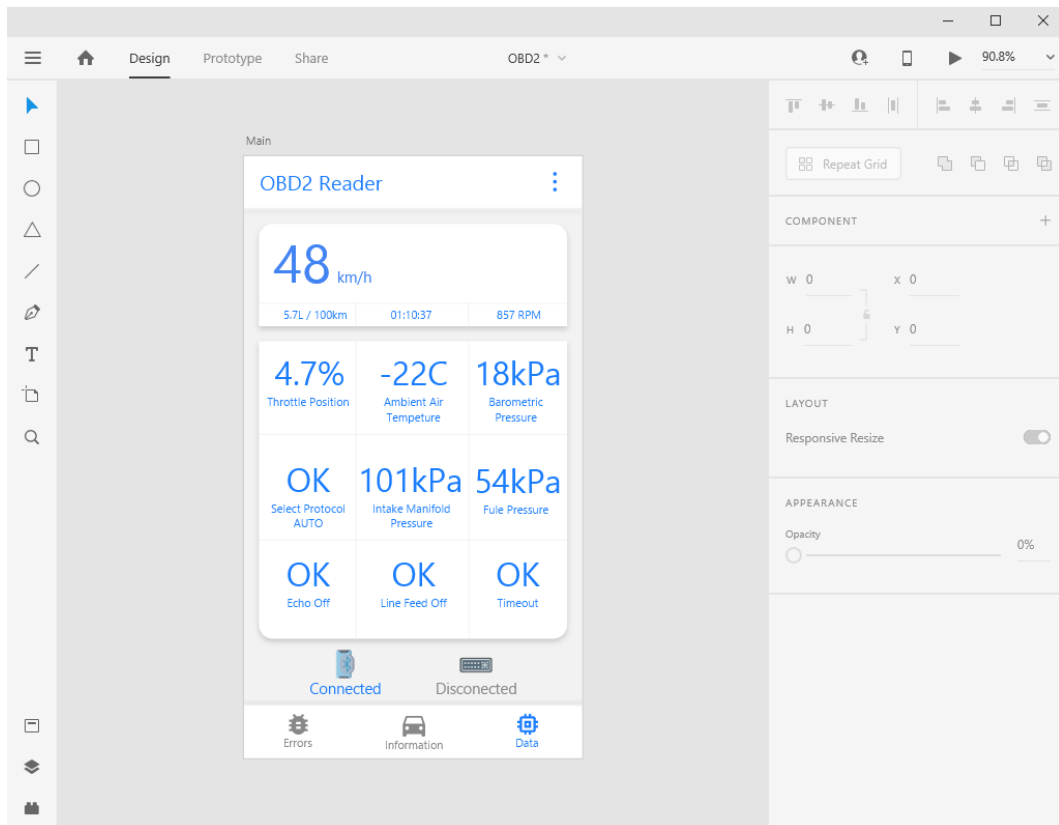 Design Prototype Share OBD2 * 90.8%
Main
OBD2 Reader
48 km/h
5.7L / 100km 01:10:37 857 RPM
4.7% -22C 18kPa
Throttle Position Ambient Air Barometric
Tempeture Pressure
OK 101kPa 54kPa
Select Protocol Intake Manifold Fule Pressure
AUTO Pressure
OK OK OK
Echo Off Line Feed Off Timeout
Connected Disconected
Errors Information Data
Repeat Grid
COMPONENT
W 0 X 0
H 0 Y 0
LAYOUT
Responsive Resize
APPEARANCE
Opacity
0%